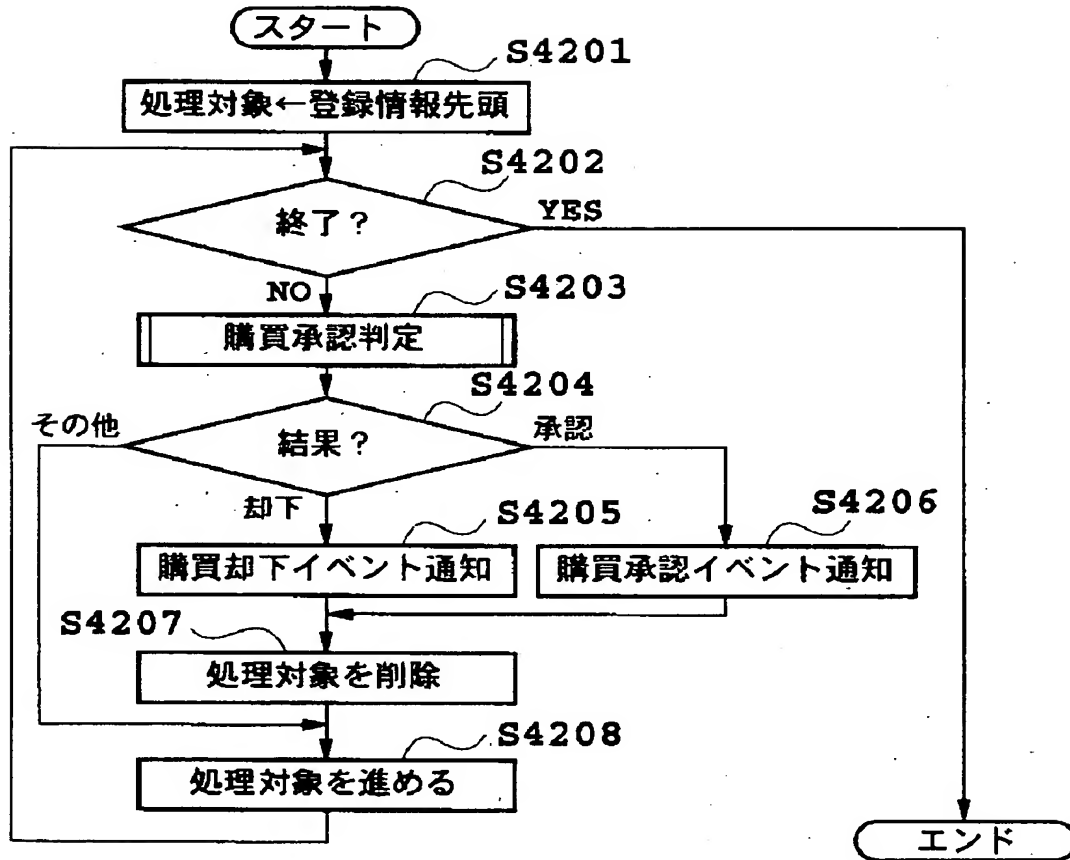 スタート
S4201
処理対象←登録情報先頭
S4202
終了？
YES
NO
S4203
購買承認判定
S4204
その他
結果？
承認
却下
S4205
S4206
購買却下イベント通知
購買承認イベント通知
S4207
処理対象を削除
S4208
処理対象を進める
エンド